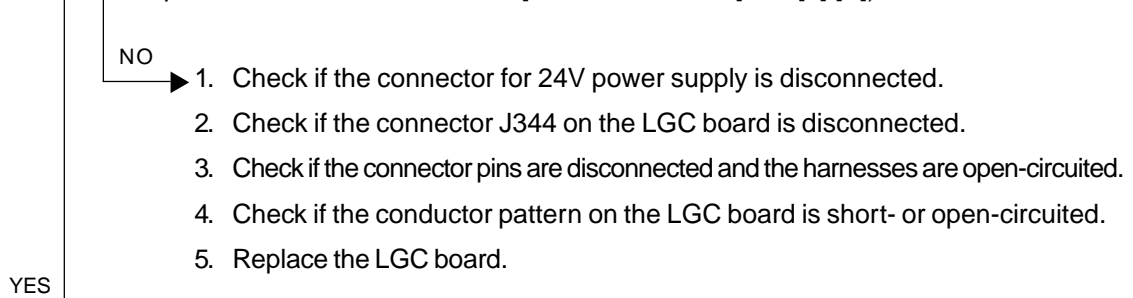 NO
1. Check if the connector for 24V power supply is disconnected.
2. Check if the connector J344 on the LGC board is disconnected.
3. Check if the connector pins are disconnected and the harnesses are open-circuited.
4. Check if the conductor pattern on the LGC board is short- or open-circuited.
5. Replace the LGC board.
YES